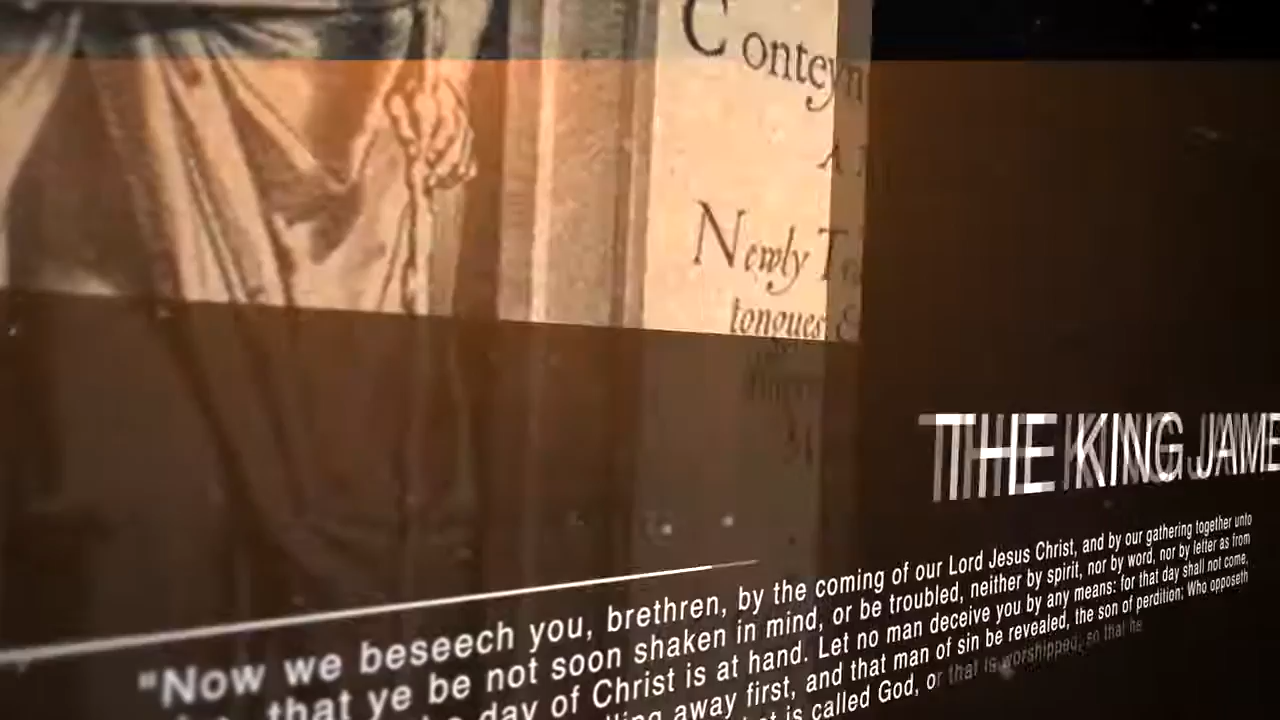 Conteyn
Newly T
tongues &
THE KING JAME
"Now we beseech you, brethren, by the coming of our Lord Jesus Christ, and by our gathering together unto
that ye be not soon shaken in mind, or be troubled, neither by spirit, nor by word, nor by letter as from
day of Christ is at hand. Let no man deceive you by any means: for that day shall not come,
away first, and that man of sin be revealed, the son of perdition; Who opposeth
is called God, or that is worshipped; so that he